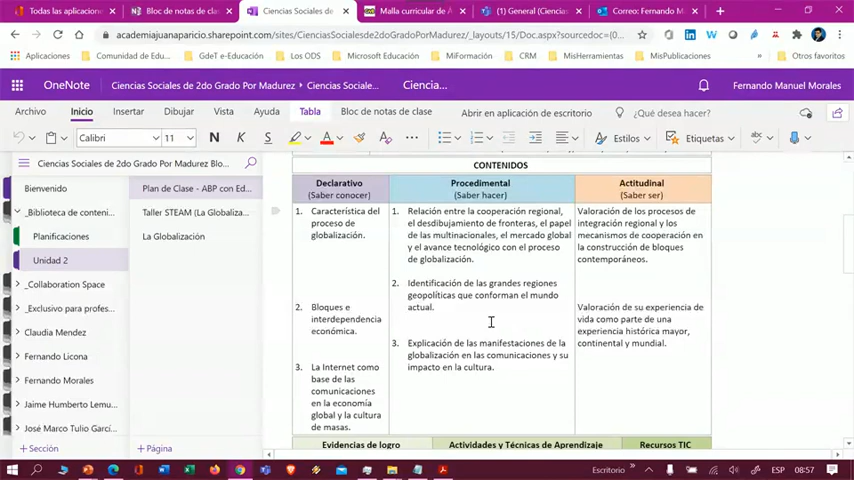 Todas las aplicaciones
Bloc de notas de clase
Ciencias Sociales de
Malla curricular de Á
(1) General (Ciencias
Correo: Fernando M
academiajuanaparicio.sharepoint.com/sites/CienciasSocialesde2doGradoPorMadurez/_layouts/15/Doc.aspx?sourcedoc={0...
Aplicaciones
Comunidad de Edu...
GdeT e-Educación
Los ODS
Music Teacher
MiFormación
CRM
MisHerramientas
MisPublicaciones
Otros favoritos
OneNote
Ciencias Sociales de 2do Grado Por Madurez › Ciencias Sociale...
Ciencia...
Fernando Manuel Morales
Archivo
Inicio
Insertar
Dibujar
Vista
Ayuda
Tabla
Bloc de notas de clase
Abrir en aplicación de escritorio
¿Qué desea hacer?
Calibri
11
N
K
S
Estilos
Etiquetas
Ciencias Sociales de 2do Grado Por Madurez Blo...
Bienvenido
_Biblioteca de conteni...
Planificaciones
Unidad 2
_Collaboration Space
_Exclusivo para profes...
Claudia Mendez
Fernando Licona
Fernando Morales
Jaime Humberto Lemu...
José Marco Tulio García...
Sección
Plan de Clase - ABP con Ed...
Taller STEAM (La Globaliza...
La Globalización
Página
CONTENIDOS
Declarativo
(Saber conocer)
Procedimental
(Saber hacer)
Actitudinal
(Saber ser)
1. Característica del
proceso de
globalización.
2. Bloques e
interdependencia
económica.
3. La Internet como
base de las
comunicaciones
en la economía
global y la cultura
de masas.
1. Relación entre la cooperación regional,
el desdibujamiento de fronteras, el papel
de las multinacionales, el mercado global
y el avance tecnológico con el proceso
de globalización.
2. Identificación de las grandes regiones
geopolíticas que conforman el mundo
actual.
3. Explicación de las manifestaciones de la
globalización en las comunicaciones y su
impacto en la cultura.
Valoración de los procesos de
integración regional y los
mecanismos de cooperación en
la construcción de bloques
contemporáneos.
Valoración de su experiencia de
vida como parte de una
experiencia histórica mayor,
continental y mundial.
Evidencias de logro
Actividades y Técnicas de Aprendizaje
Recursos TIC
Escritorio
ESP
08:57